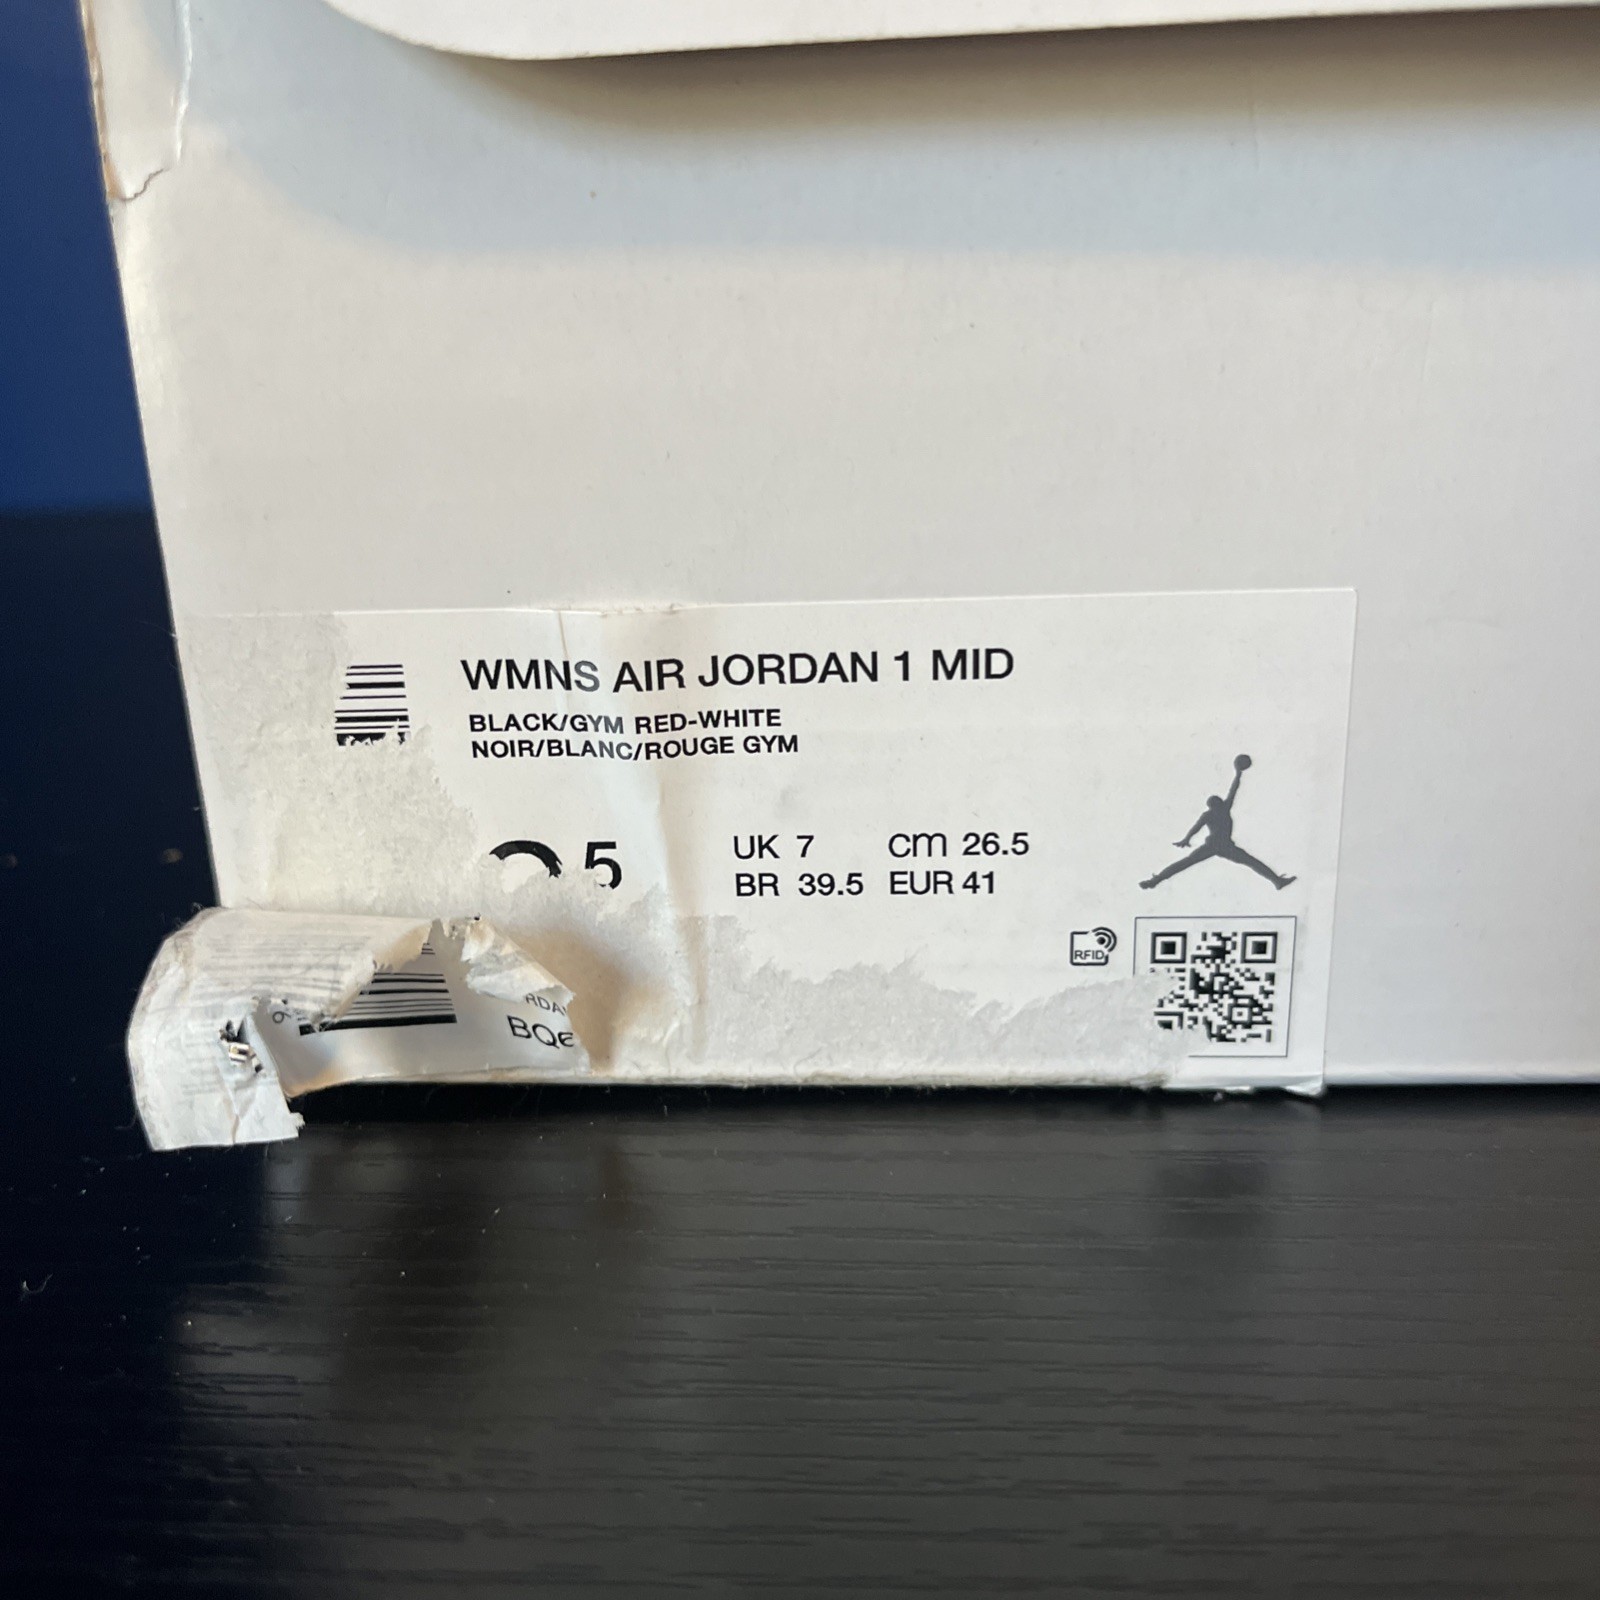 WMNS AIR JORDAN 1 MID
BLACK/GYM RED-WHITE
NOIR/BLANC/ROUGE GYM
5
UK 7 cm 26.5
BR 39.5 EUR 41
RFID
BQ6